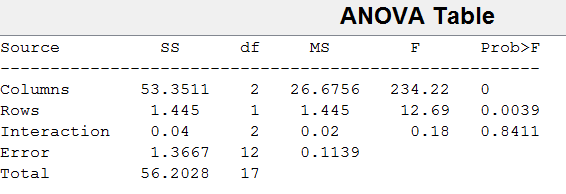 ANOVA Table
Source SS df MS F Prob>F
------------------------------------------------------------
Columns 53.3511 2 26.6756 234.22 0
Rows 1.445 1 1.445 12.69 0.0039
Interaction 0.04 2 0.02 0.18 0.8411
Error 1.3667 12 0.1139
Total 56.2028 17